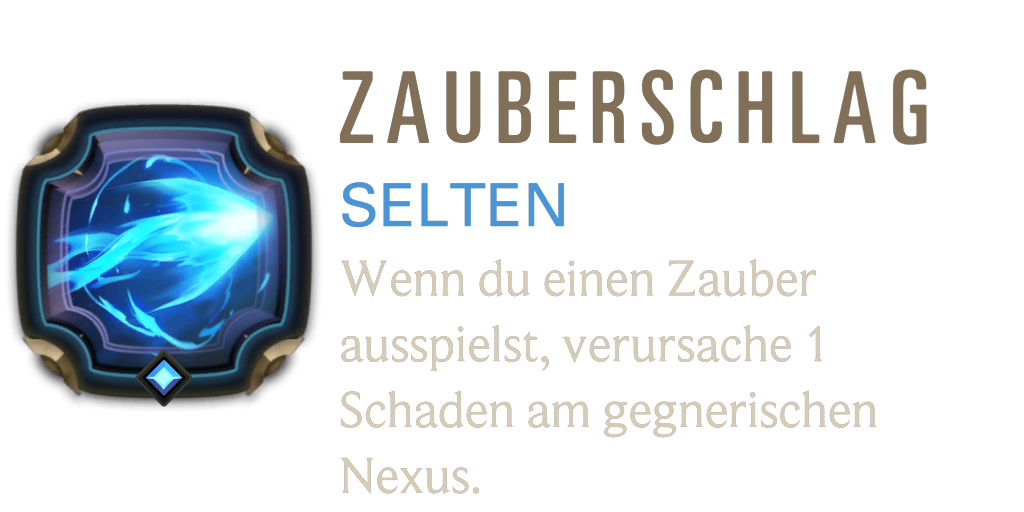 ZAUBERSCHLAG
SELTEN
Wenn du einen Zauber
ausspielst, verursache 1
Schaden am gegnerischen
Nexus.